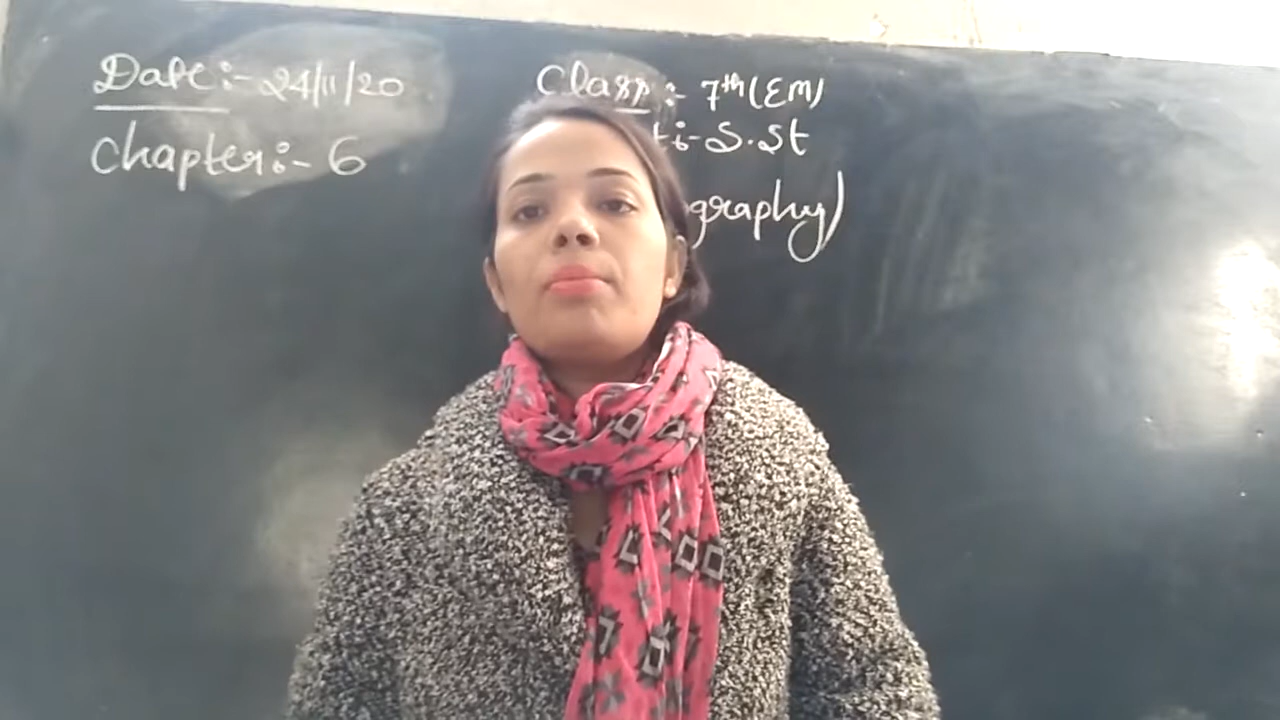 Date:- 24/11/20
Class :- 7th (EM)
Chapter:- 6
t:- S.St
graphy)